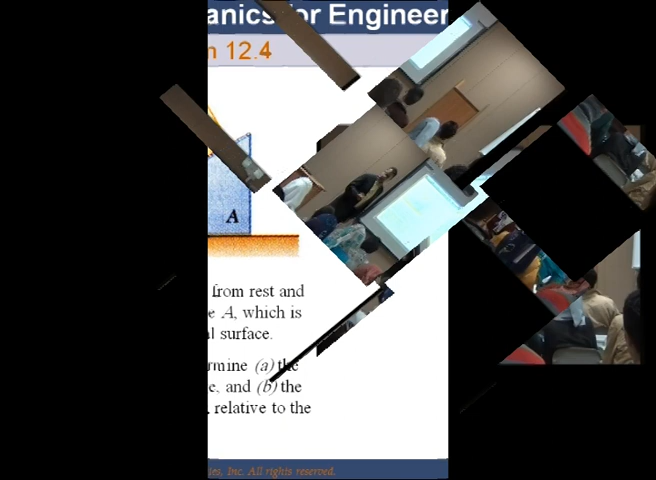 anics for Engineer
12.4
A
from rest and
A, which is
surface.
rmine (a) the
e, and (b) the
relative to the
ies, Inc. All rights reserved.